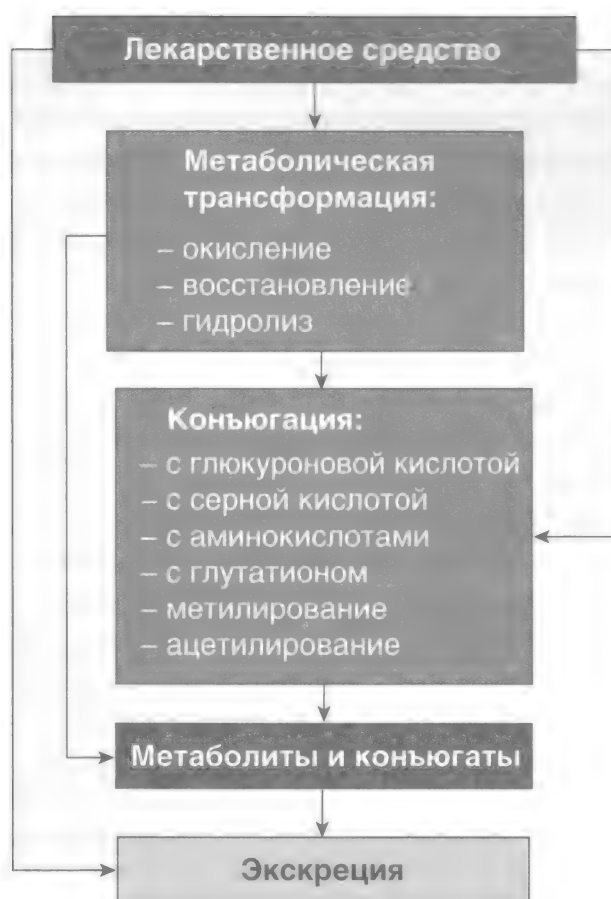 Лекарственное средство
Метаболическая
трансформация:
– окисление
– восстановление
– гидролиз
Конъюгация:
– с глюкуроновой кислотой
– с серной кислотой
– с аминокислотами
– с глутатионом
– метилирование
– ацетилирование
Метаболиты и конъюгаты
Экскреция